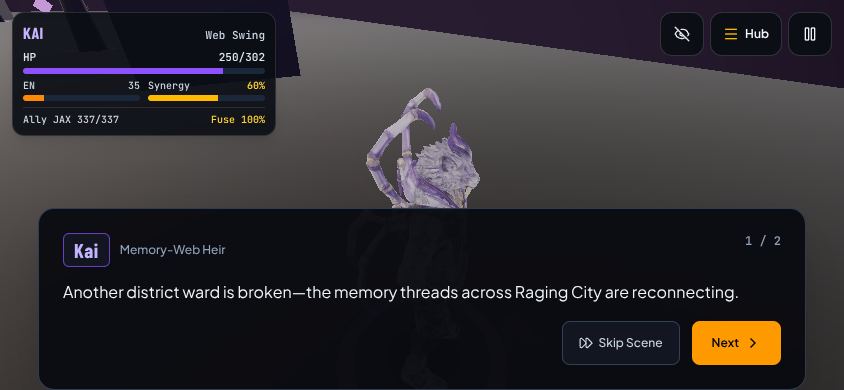 KAI Web Swing
HP 250/302
EN 35 Synergy 60%
Ally JAX 337/337 Fuse 100%
Hub
Kai Memory-Web Heir 1 / 2
Another district ward is broken—the memory threads across Raging City are reconnecting.
Skip Scene Next